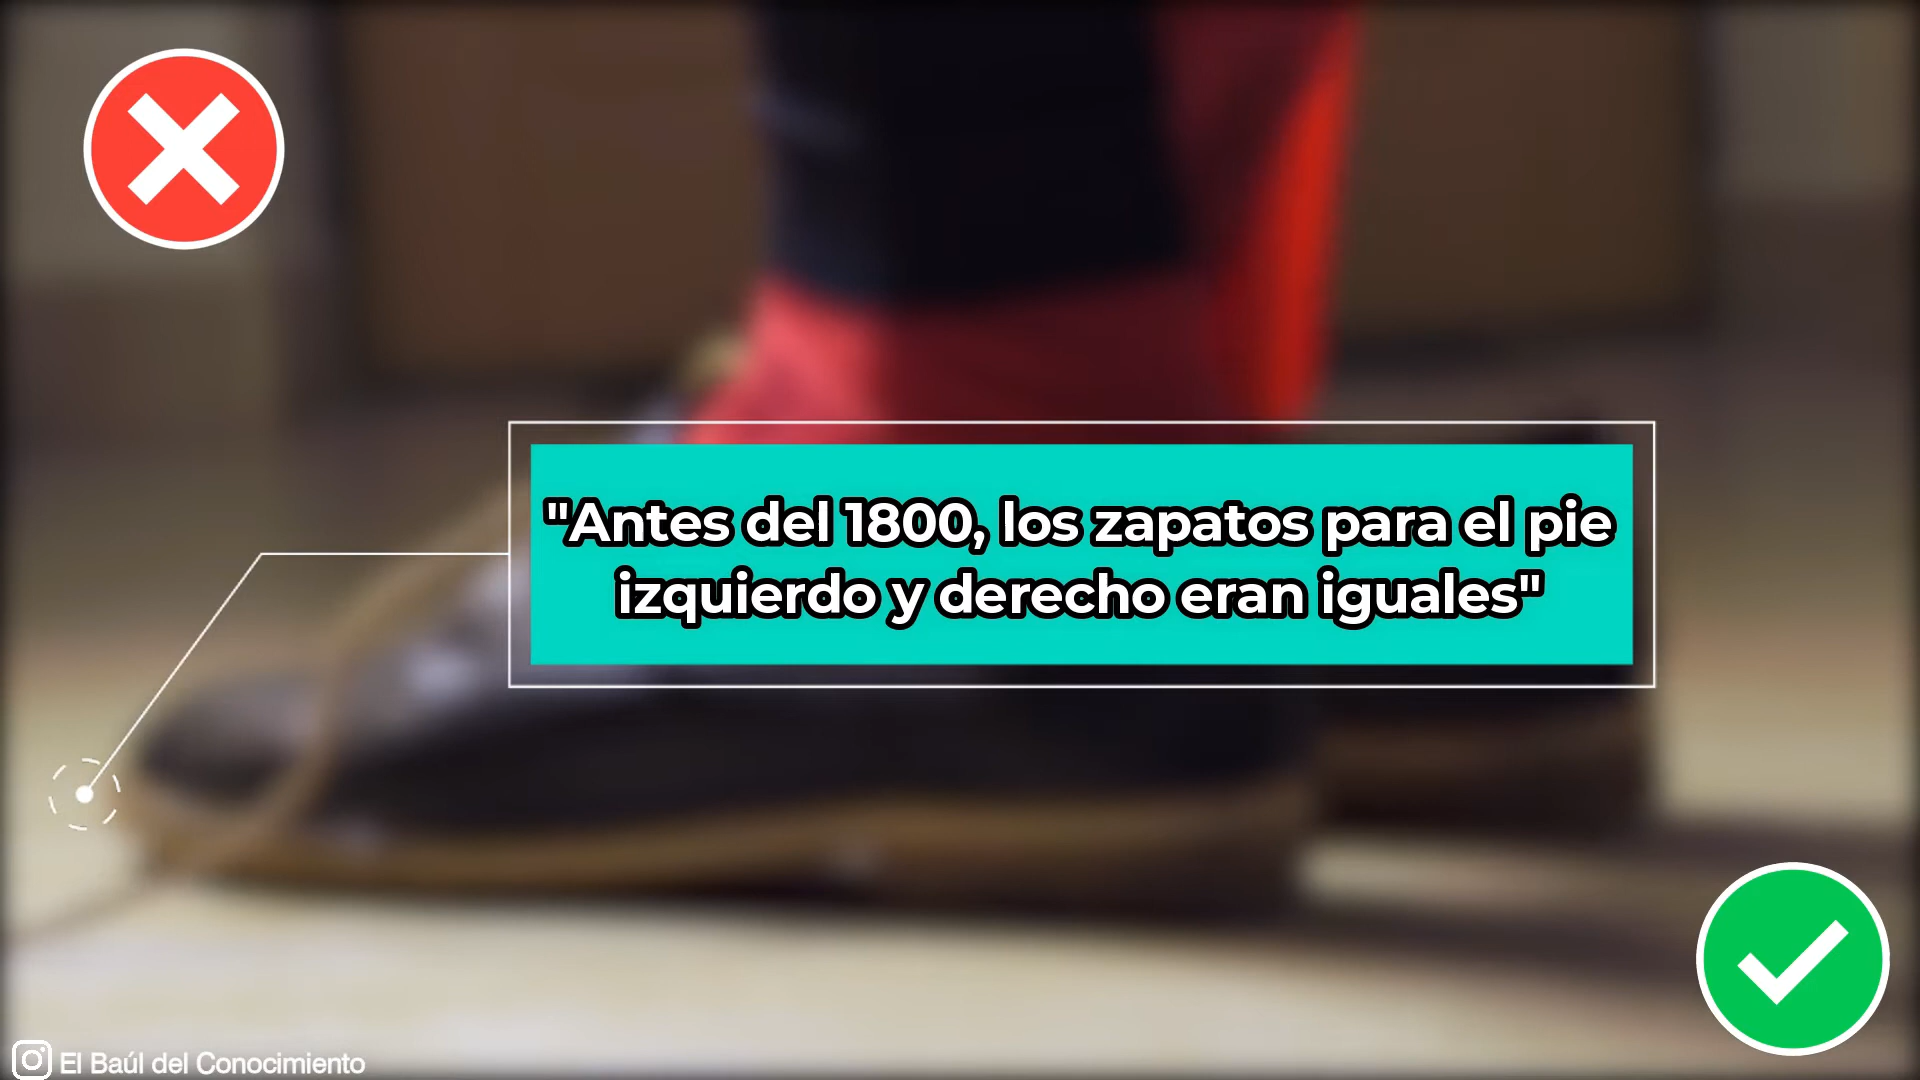 "Antes del 1800, los zapatos para el pie
izquierdo y derecho eran iguales"
El Baúl del Conocimiento